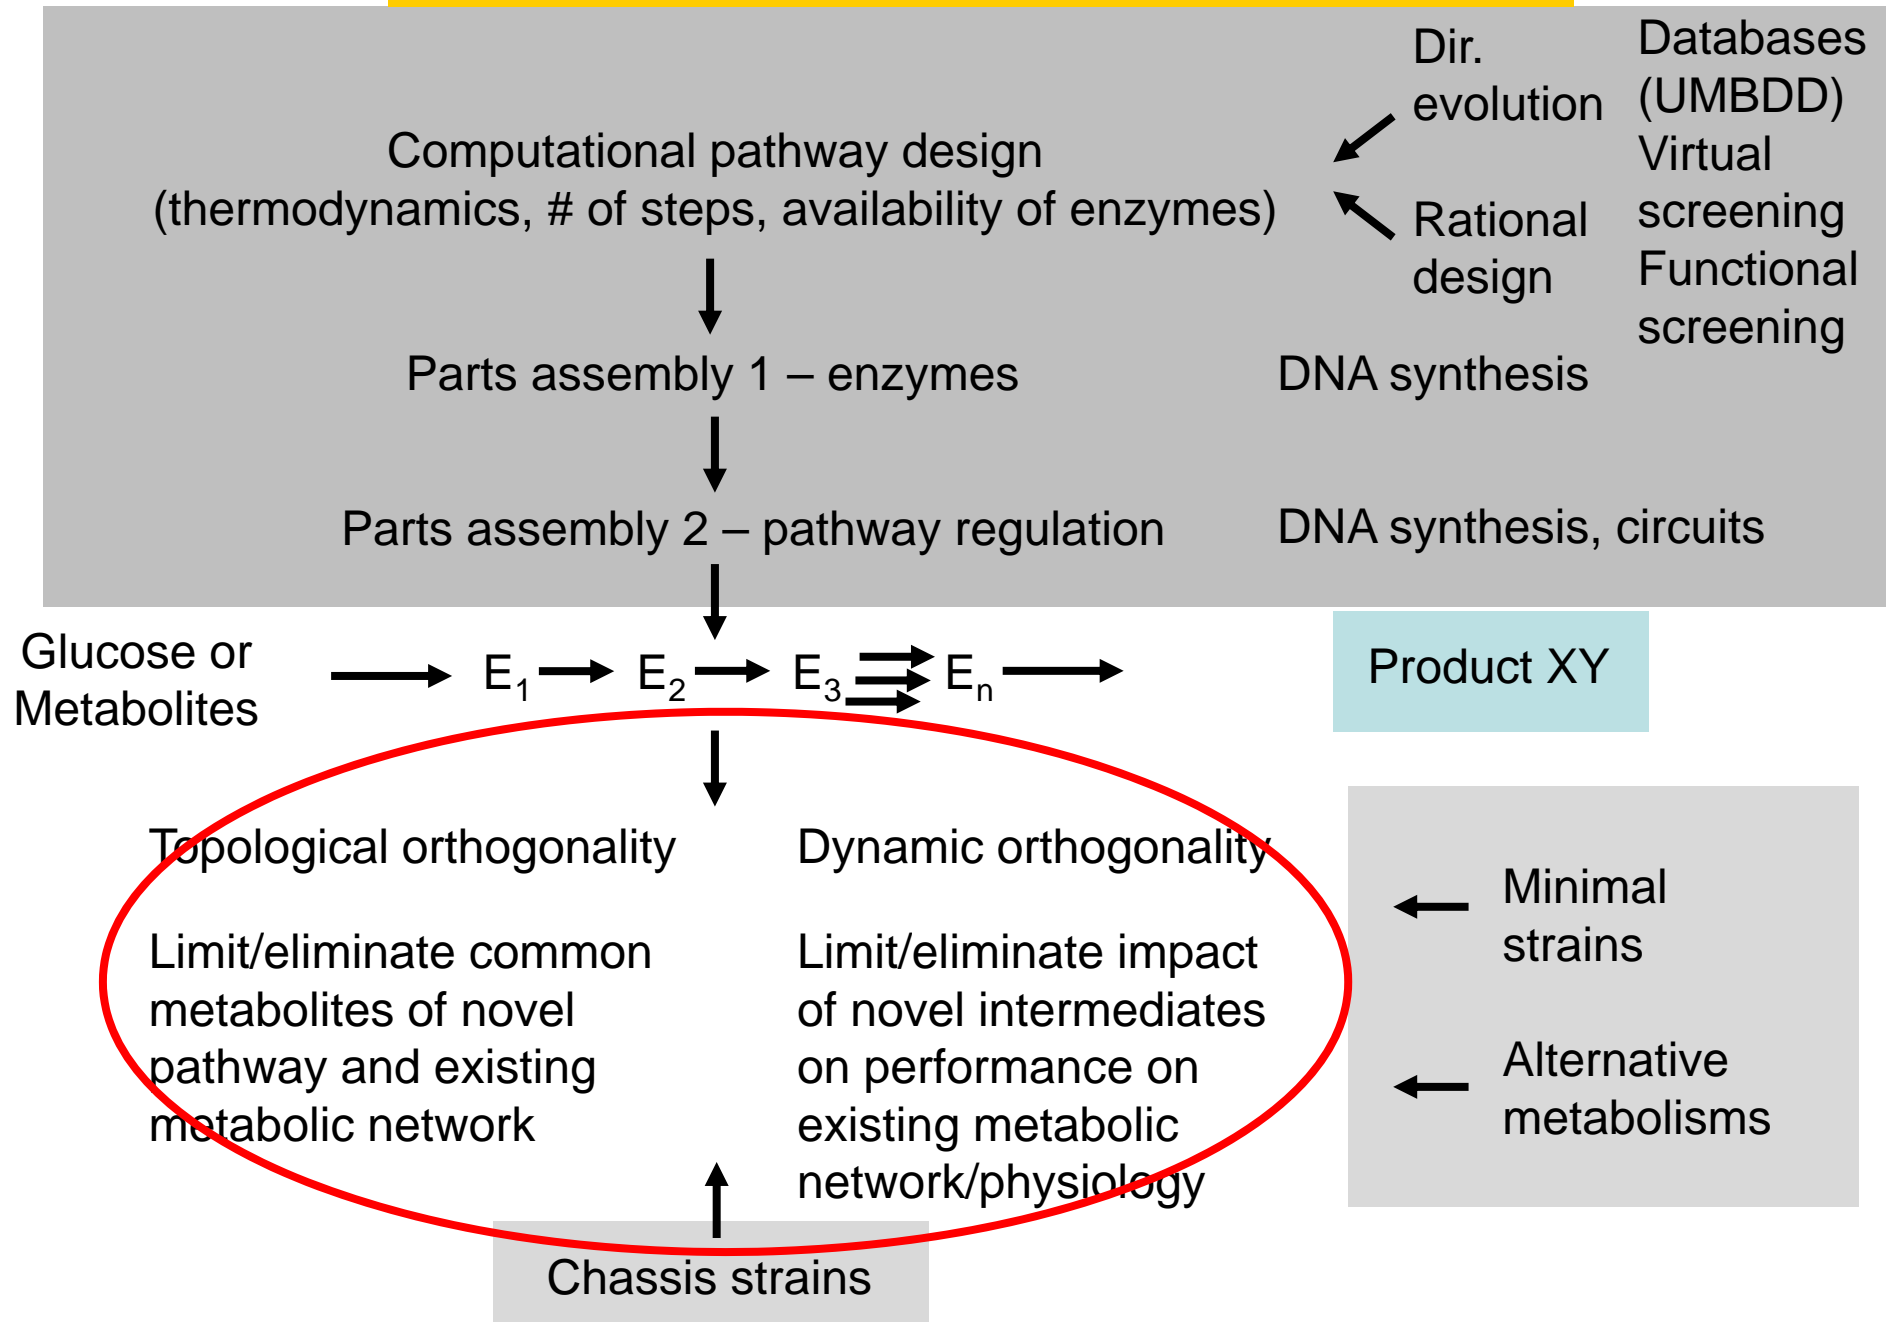 Dir.
evolution
Databases
(UMBDD)
Virtual
screening
Functional
screening
Computational pathway design
(thermodynamics, # of steps, availability of enzymes)
Rational
design
Parts assembly 1 – enzymes
DNA synthesis
Parts assembly 2 – pathway regulation
DNA synthesis, circuits
Glucose or
Metabolites
E1
E2
E3
En
Product XY
Topological orthogonality
Limit/eliminate common
metabolites of novel
pathway and existing
metabolic network
Dynamic orthogonality
Limit/eliminate impact
of novel intermediates
on performance on
existing metabolic
network/physiology
Minimal
strains
Alternative
metabolisms
Chassis strains